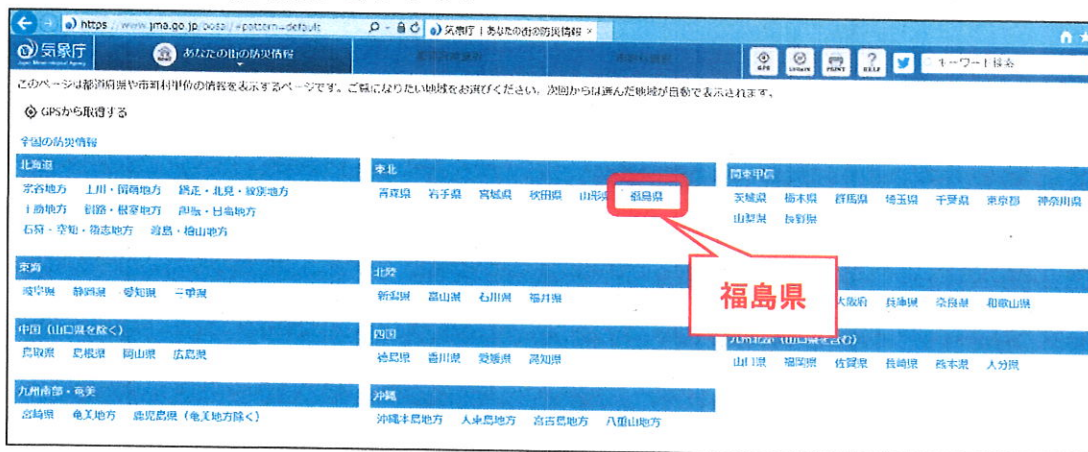 https://www.jma.go.jp/bosai/#pattern=default
気象庁 | あなたの街の防災情報 ×
気象庁
あなたの街の防災情報
GPS
PRINT
HELP
キーワード検索
このページは都道府県や市町村単位の情報を表示するページです。ご覧になりたい地域をお選びください。次回からは選んだ地域が自動で表示されます。
GPSから取得する
全国の防災情報
北海道
宗谷地方 上川・留萌地方 網走・北見・紋別地方
十勝地方 釧路・根室地方 胆振・日高地方
石狩・空知・後志地方 渡島・檜山地方
東北
青森県 岩手県 宮城県 秋田県 山形県 福島県
関東甲信
茨城県 栃木県 群馬県 埼玉県 千葉県 東京都 神奈川県
山梨県 長野県
福島県
東海
岐阜県 静岡県 愛知県 三重県
北陸
新潟県 富山県 石川県 福井県
大阪府 兵庫県 奈良県 和歌山県
中国（山口県を除く）
鳥取県 島根県 岡山県 広島県
四国
徳島県 香川県 愛媛県 高知県
九州北部（山口県を含む）
山口県 福岡県 佐賀県 長崎県 熊本県 大分県
九州南部・奄美
宮崎県 奄美地方 鹿児島県（奄美地方除く）
沖縄
沖縄本島地方 大東島地方 宮古島地方 八重山地方